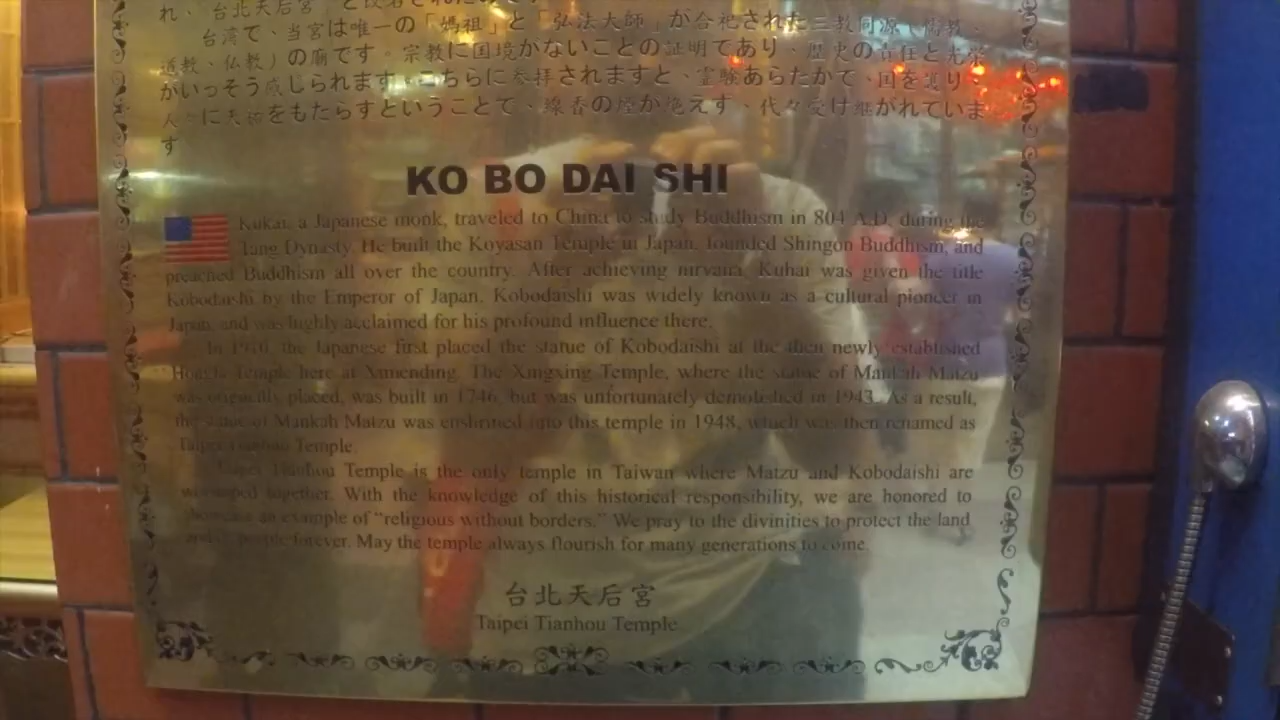 れ、台北天后宮」と改名されたのです
台湾で、当宮は唯一の「媽祖」と「弘法大師」が合祀された三教同源(儒教、
道教、仏教)の廟です。宗教に国境がないことの証明であり、歴史の責任と光栄
がいっそう感じられます。こちらに参拝されますと、霊験あらたかで、国を護り、
人々にをもたらすということで、線香の煙が絶えず、代々受け継がれていま
す
KO BO DAI SHI
Kukai, a Japanese monk, traveled to China to study Buddhism in 804 A.D. during the
Tang Dynasty. He built the Koyasan Temple in Japan, founded Shingon Buddhism, and
preached Buddhism all over the country. After achieving nirvana, Kuhai was given the title
Kobodaishi by the Emperor of Japan. Kobodaishi was widely known as a cultural pioneer in
Japan, and was highly acclaimed for his profound influence there.
In 1910, the Japanese first placed the statue of Kobodaishi at the then newly established
Temple here at Ximending. The Xingxing Temple, where the statue of Mankah Matzu
was originally placed, was built in 1746, but was unfortunately demolished in 1943. As a result,
the statue of Mankah Matzu was enshrined into this temple in 1948, which was then renamed as
Taipei Tianhou Temple.
Taipei Tianhou Temple is the only temple in Taiwan where Matzu and Kobodaishi are
worshiped together. With the knowledge of this historical responsibility, we are honored to
showcase an example of “religious without borders.” We pray to the divinities to protect the land
and people forever. May the temple always flourish for many generations to come.
台北天后宮
Taipei Tianhou Temple